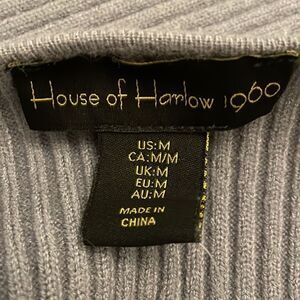 House of Harlow 1960
US:M
CA:M/M
UK:M
EU:M
AU:M
MADE IN
CHINA